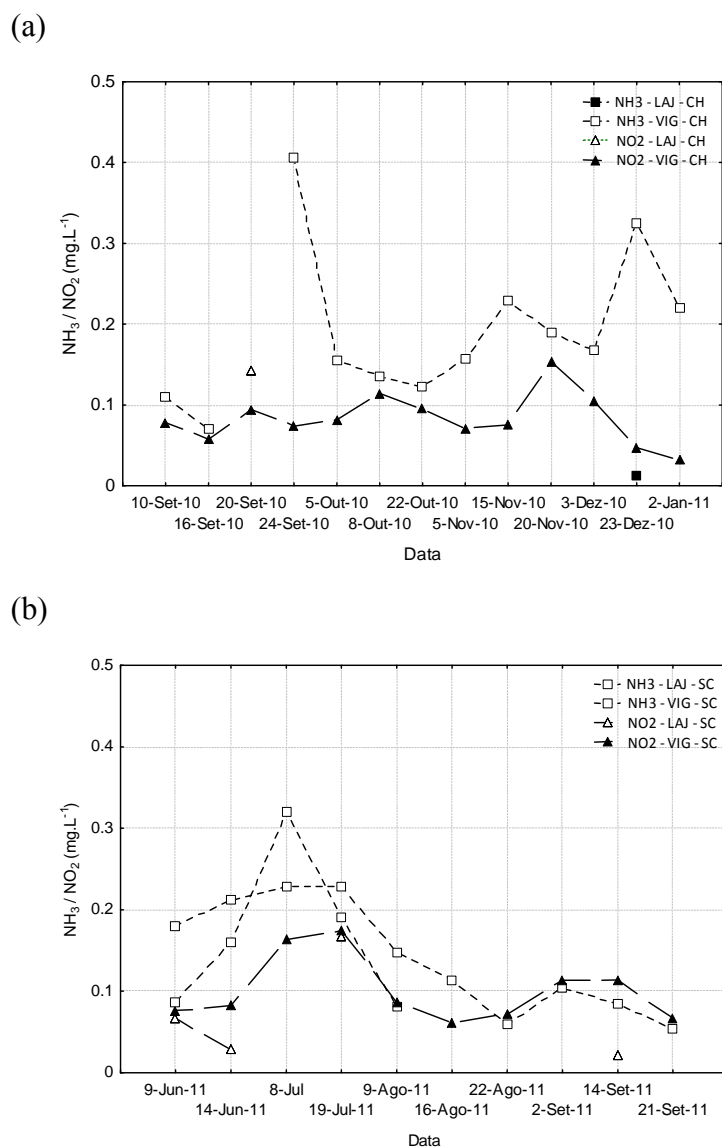 (a)
0.5
0.4
0.3
0.2
0.1
0
NH₃ / NO₂ (mg.L⁻¹)
NH3 - LAJ - CH
NH3 - VIG - CH
NO2 - LAJ - CH
NO2 - VIG - CH
10-Set-10 20-Set-10 5-Out-10 22-Out-10 15-Nov-10 3-Dez-10 2-Jan-11
16-Set-10 24-Set-10 8-Out-10 5-Nov-10 20-Nov-10 23-Dez-10
Data
(b)
0.5
0.4
0.3
0.2
0.1
0
NH₃ / NO₂ (mg.L⁻¹)
NH3 - LAJ - SC
NH3 - VIG - SC
NO2 - LAJ - SC
NO2 - VIG - SC
9-Jun-11 8-Jul 9-Ago-11 22-Ago-11 14-Set-11
14-Jun-11 19-Jul-11 16-Ago-11 2-Set-11 21-Set-11
Data